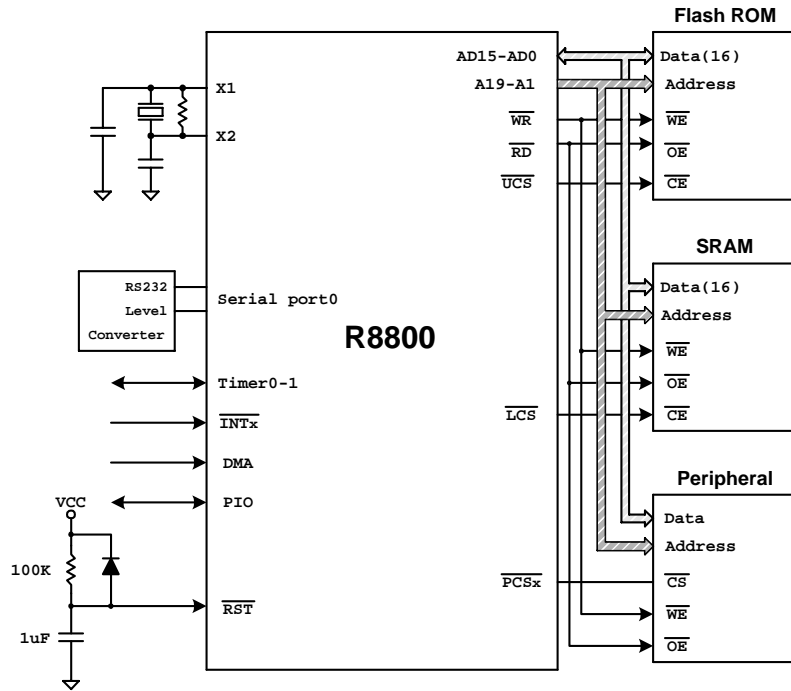 Flash ROM
AD15-AD0
Data(16)
A19-A1
Address
X1
WR
WE
X2
RD
OE
UCS
CE
SRAM
RS232
Level
Converter
Serial port0
Data(16)
Address
R8800
WE
Timer0-1
OE
INTx
LCS
CE
DMA
Peripheral
VCC
PIO
Data
Address
100K
RST
PCSx
CS
WE
1uF
OE